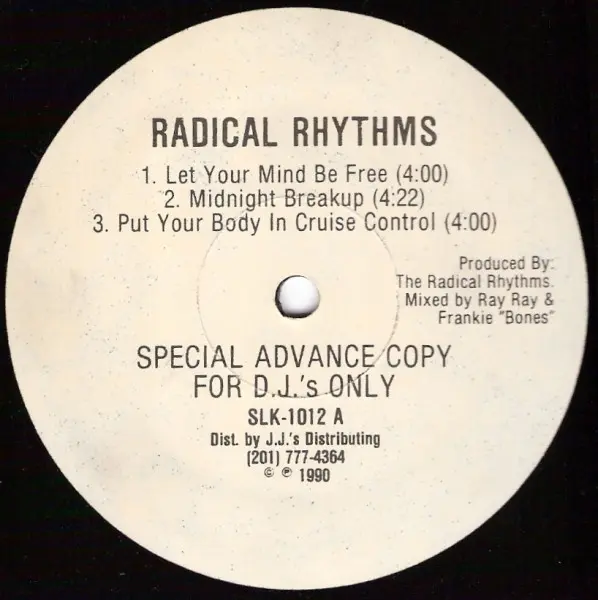 RADICAL RHYTHMS
1. Let Your Mind Be Free (4:00)
2. Midnight Breakup (4:22)
3. Put Your Body In Cruise Control (4:00)
Produced By:
The Radical Rhythms.
Mixed by Ray Ray &
Frankie "Bones"
SPECIAL ADVANCE COPY
FOR D.J.'s ONLY
SLK-1012 A
Dist. by J.J.'s Distributing
(201) 777-4364
© ℗ 1990